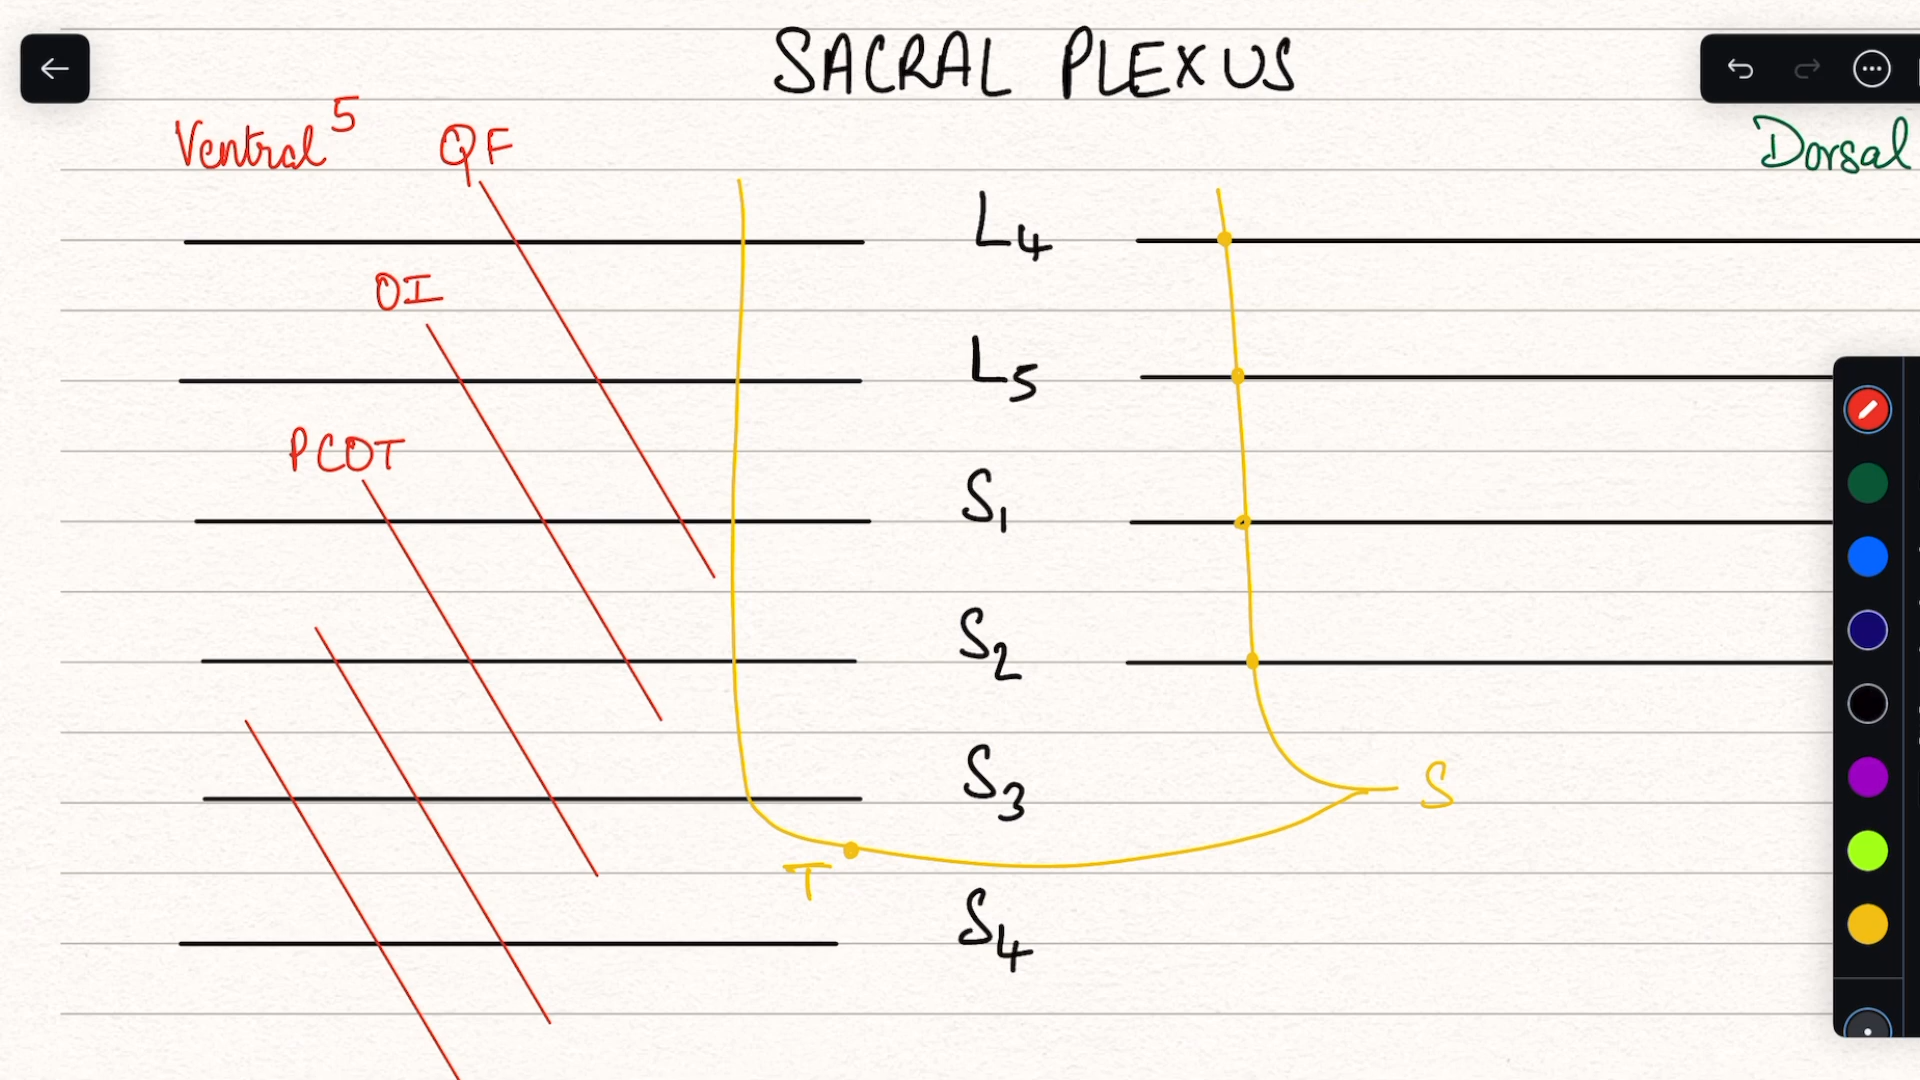 SACRAL PLEXUS
Ventral 5
QF
Dorsal
L4
OI
L5
PCOT
S1
S2
S3
S
T
S4